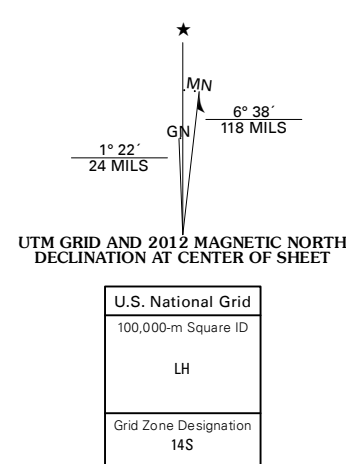 ★
MN
6° 38´
118 MILS
GN
1° 22´
24 MILS
UTM GRID AND 2012 MAGNETIC NORTH
DECLINATION AT CENTER OF SHEET
U.S. National Grid
100,000-m Square ID
LH
Grid Zone Designation
14S